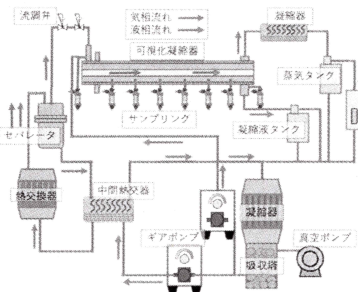 流調弁
気相流れ
液相流れ
凝縮器
可視化凝縮器
蒸気タンク
サンプリング
凝縮液タンク
セパレータ
熱交換器
中間熱交器
凝縮器
ギアポンプ
真空ポンプ
吸収塔